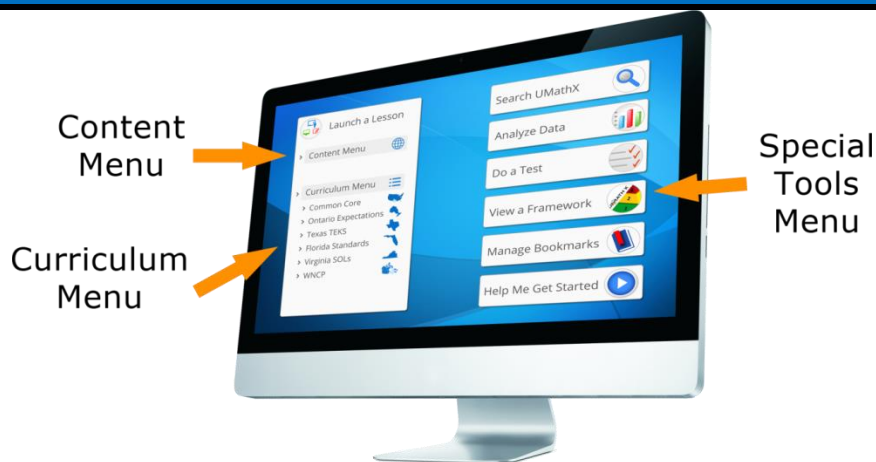 Content
Menu
Curriculum
Menu
Launch a Lesson
› Content Menu
› Curriculum Menu
› Common Core
› Ontario Expectations
› Texas TEKS
› Florida Standards
› Virginia SOLs
› WNCP
Search UMathX
Analyze Data
Do a Test
View a Framework
Manage Bookmarks
Help Me Get Started
Special
Tools
Menu